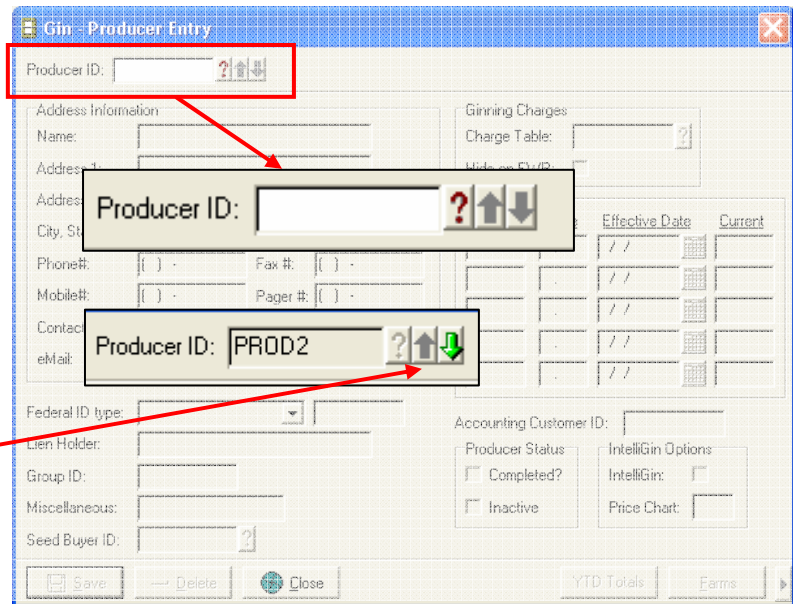 Gin - Producer Entry
Producer ID:
Address Information
Name:
Address 1:
Addres
City, Sta
Phone#: ( ) - Fax #: ( ) -
Mobile#: ( ) - Pager #: ( ) -
Contact
eMail:
Producer ID:
Producer ID: PROD2
Ginning Charges
Charge Table:
Effective Date Current
. / /
. / /
. / /
. / /
. / /
Federal ID type:
Lien Holder:
Group ID:
Miscellaneous:
Seed Buyer ID:
Accounting Customer ID:
Producer Status
Completed?
Inactive
IntelliGin Options
IntelliGin:
Price Chart:
Save Delete Close YTD Totals Farms